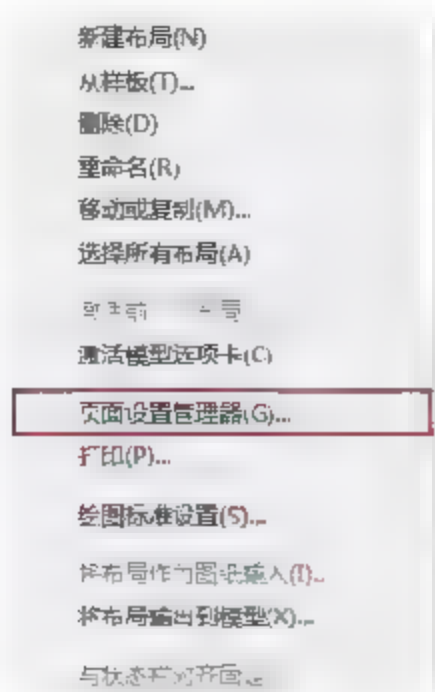 新建布局(N)
从样板(T)...
删除(D)
重命名(R)
移动或复制(M)...
选择所有布局(A)
激活模型选项卡(C)
页面设置管理器(G)...
打印(P)...
绘图标准设置(S)...
将布局作为图纸输入(I)...
将布局输出到模型(X)...